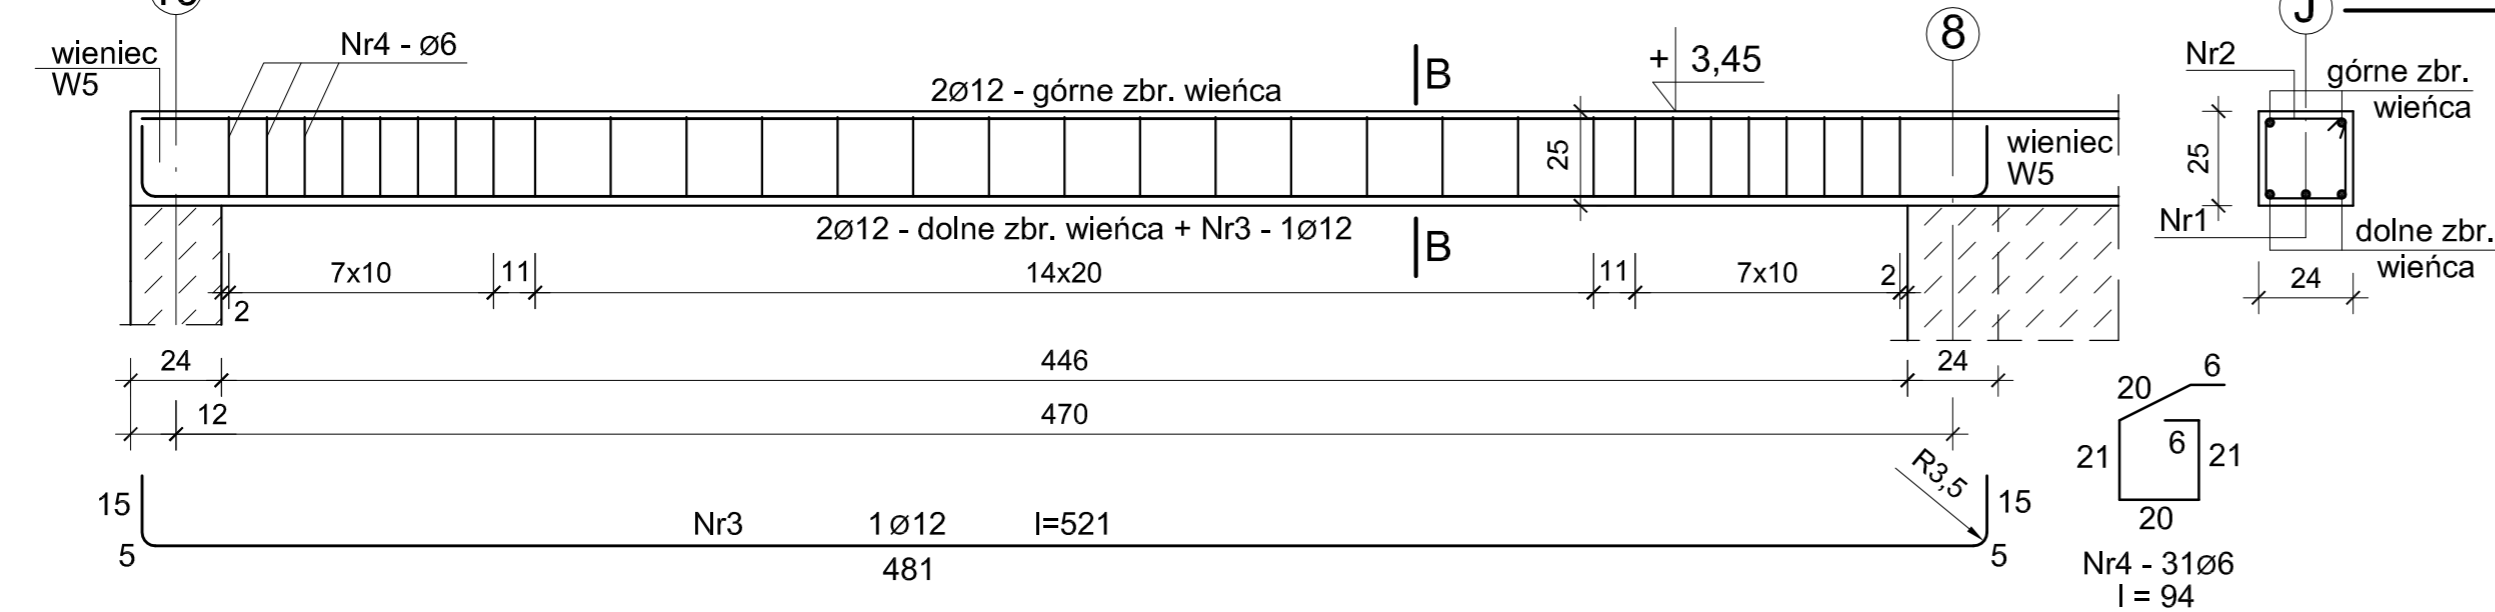 wieniec
W5
Nr4 - ø6
2ø12 - górne zbr. wieńca
B
+ 3,45
8
J
Nr2
górne zbr.
wieńca
25
wieniec
W5
25
Nr1
dolne zbr.
wieńca
24
2ø12 - dolne zbr. wieńca + Nr3 - 1ø12
B
7x10
11
14x20
11
7x10
2
2
24
446
24
12
470
15
Nr3 1ø12 l=521
R3,5
15
5
481
5
6
20
21
6
21
20
Nr4 - 31ø6
l = 94